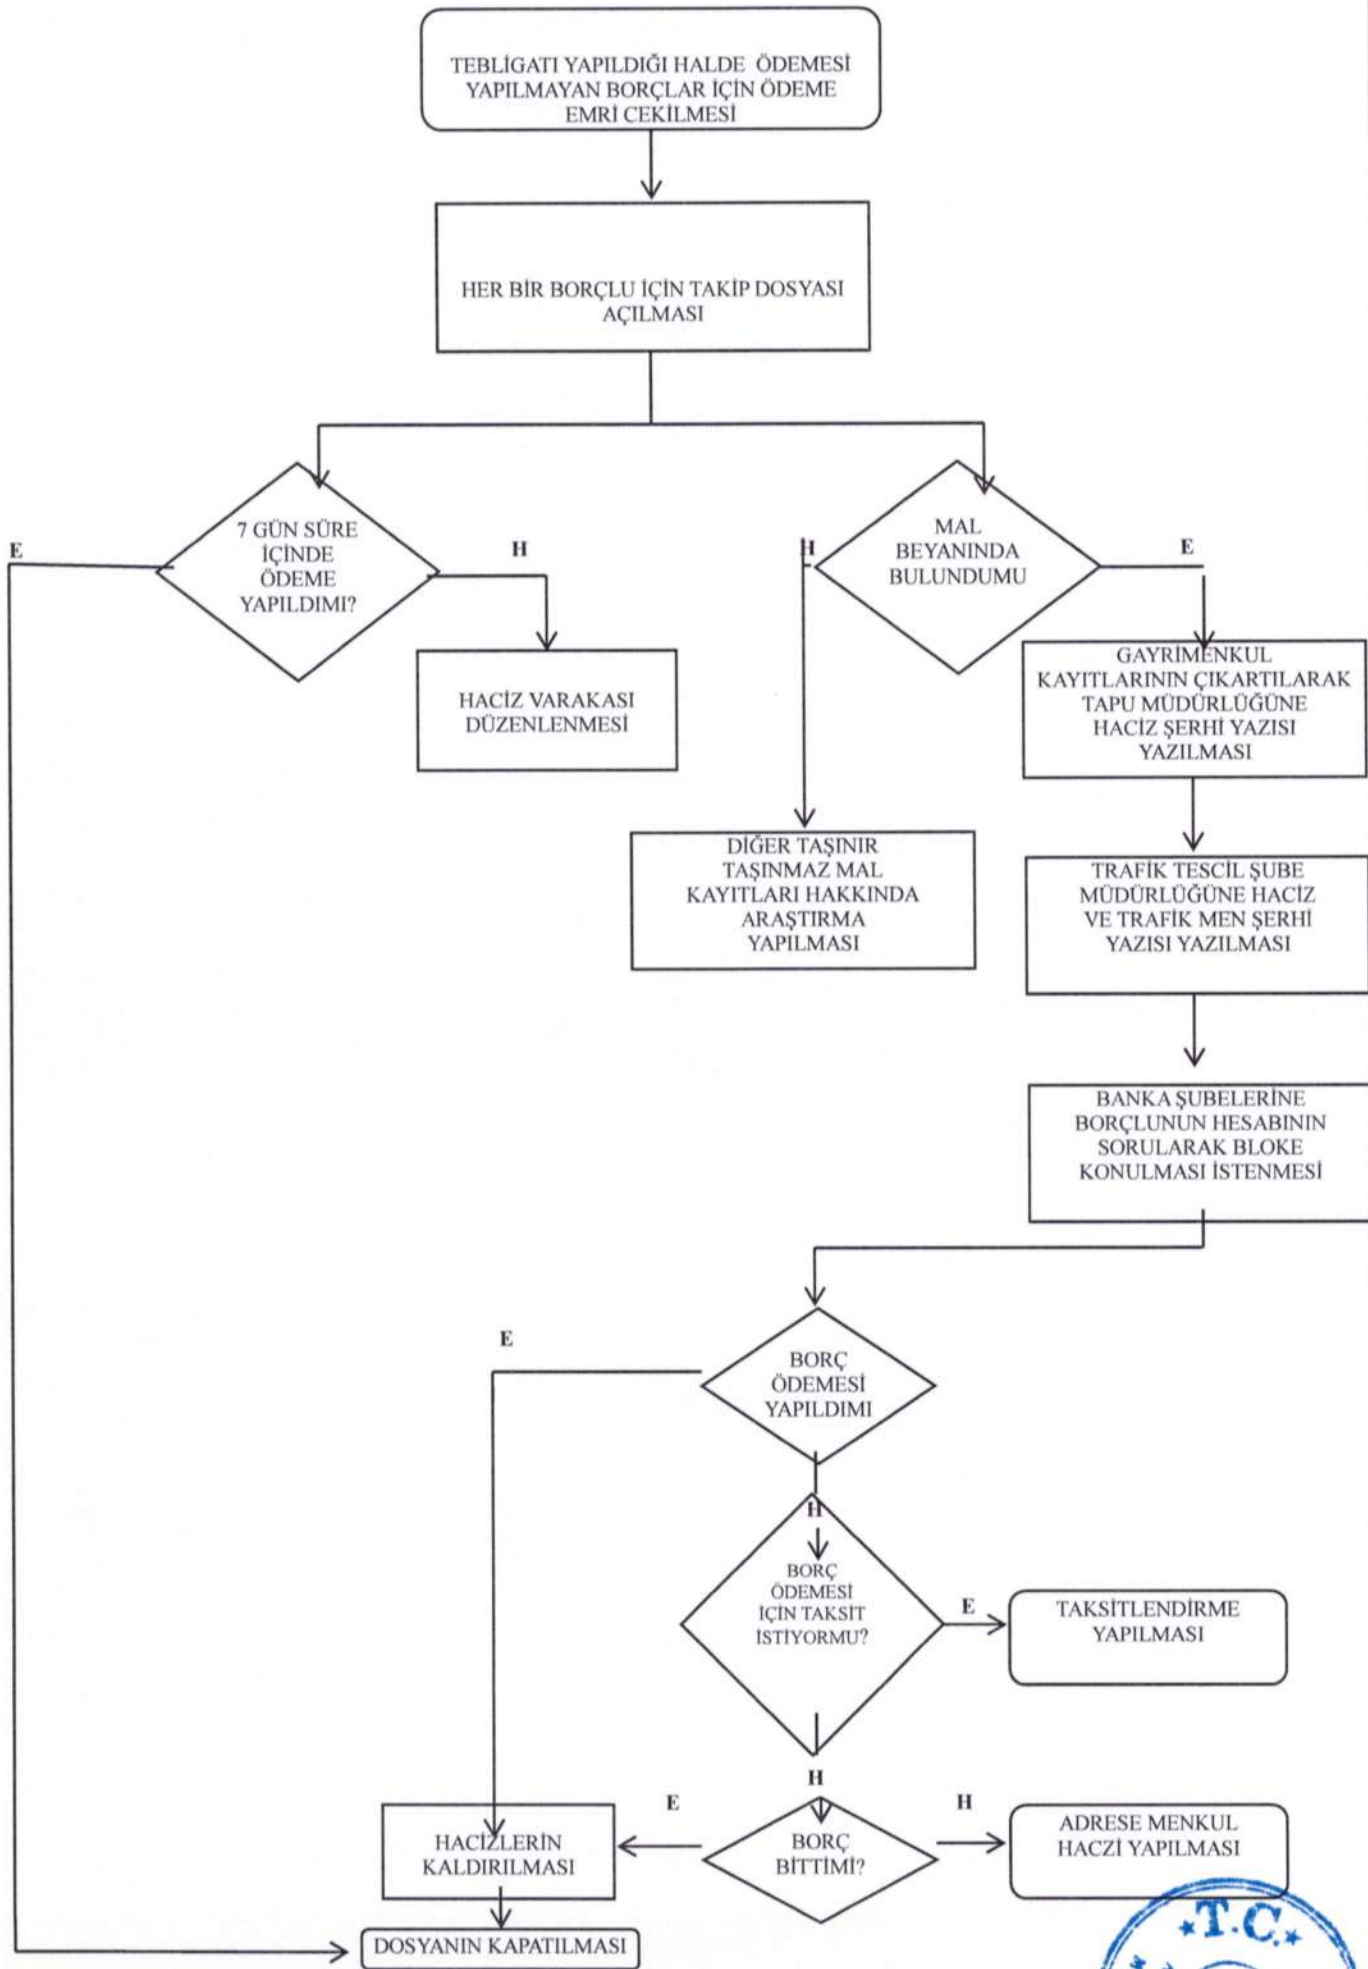 TEBLİGATI YAPILDIĞI HALDE ÖDEMESİ
YAPILMAYAN BORÇLAR İÇİN ÖDEME
EMRİ CEKİLMESİ
HER BİR BORÇLU İÇİN TAKİP DOSYASI
AÇILMASI
E
7 GÜN SÜRE
İÇİNDE
ÖDEME
YAPILDIMI?
H
H
MAL
BEYANINDA
BULUNDUMU
E
HACİZ VARAKASI
DÜZENLENMESİ
GAYRİMENKUL
KAYITLARININ ÇIKARTILARAK
TAPU MÜDÜRLÜĞÜNE
HACİZ ŞERHİ YAZISI
YAZILMASI
DİĞER TAŞINIR
TAŞINMAZ MAL
KAYITLARI HAKKINDA
ARAŞTIRMA
YAPILMASI
TRAFİK TESCİL ŞUBE
MÜDÜRLÜĞÜNE HACİZ
VE TRAFİK MEN ŞERHİ
YAZISI YAZILMASI
BANKA ŞUBELERİNE
BORÇLUNUN HESABININ
SORULARAK BLOKE
KONULMASI İSTENMESİ
E
BORÇ
ÖDEMESİ
YAPILDIMI
H
BORÇ
ÖDEMESİ
İÇİN TAKSİT
İSTİYORMU?
E
TAKSİTLENDİRME
YAPILMASI
H
HACİZLERİN
KALDIRILMASI
E
BORÇ
BİTTİMİ?
H
ADRESE MENKUL
HACZİ YAPILMASI
DOSYANIN KAPATILMASI
T.C.